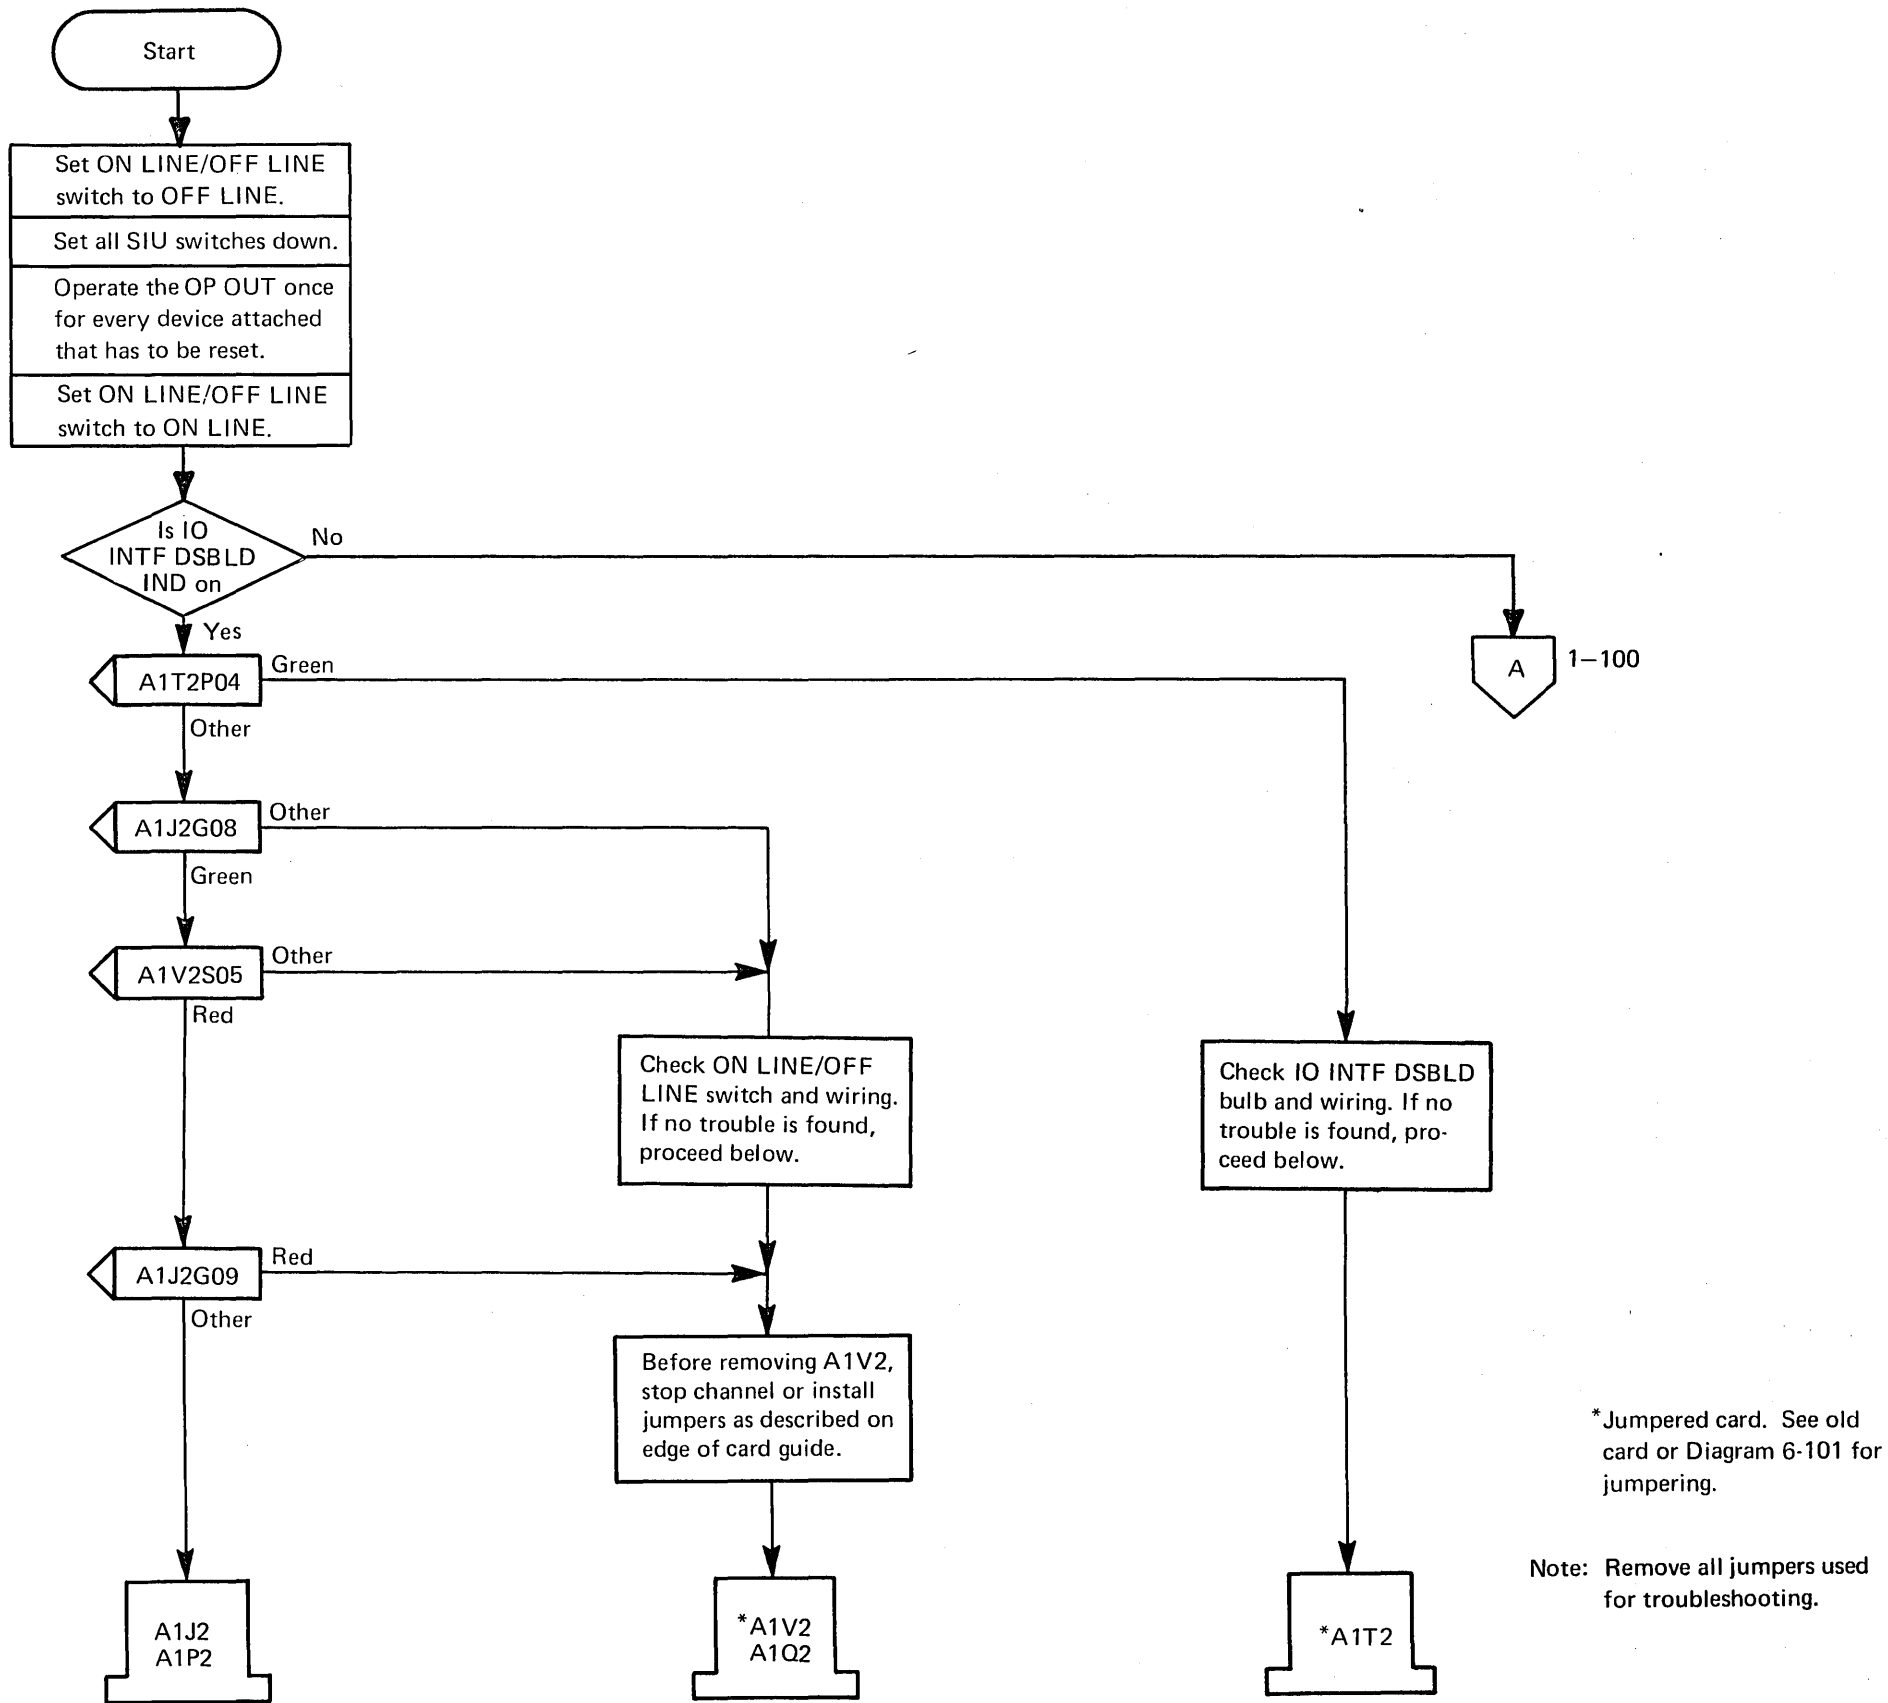 Start
Set ON LINE/OFF LINE
switch to OFF LINE.
Set all SIU switches down.
Operate the OP OUT once
for every device attached
that has to be reset.
Set ON LINE/OFF LINE
switch to ON LINE.
Is IO
INTF DSBLD
IND on
No
Yes
A 1-100
A1T2P04
Green
Other
A1J2G08
Other
Green
A1V2S05
Other
Red
Check ON LINE/OFF
LINE switch and wiring.
If no trouble is found,
proceed below.
Check IO INTF DSBLD
bulb and wiring. If no
trouble is found, pro-
ceed below.
A1J2G09
Red
Other
Before removing A1V2,
stop channel or install
jumpers as described on
edge of card guide.
*Jumpered card. See old
card or Diagram 6-101 for
jumpering.
Note: Remove all jumpers used
for troubleshooting.
A1J2
A1P2
*A1V2
A1Q2
*A1T2